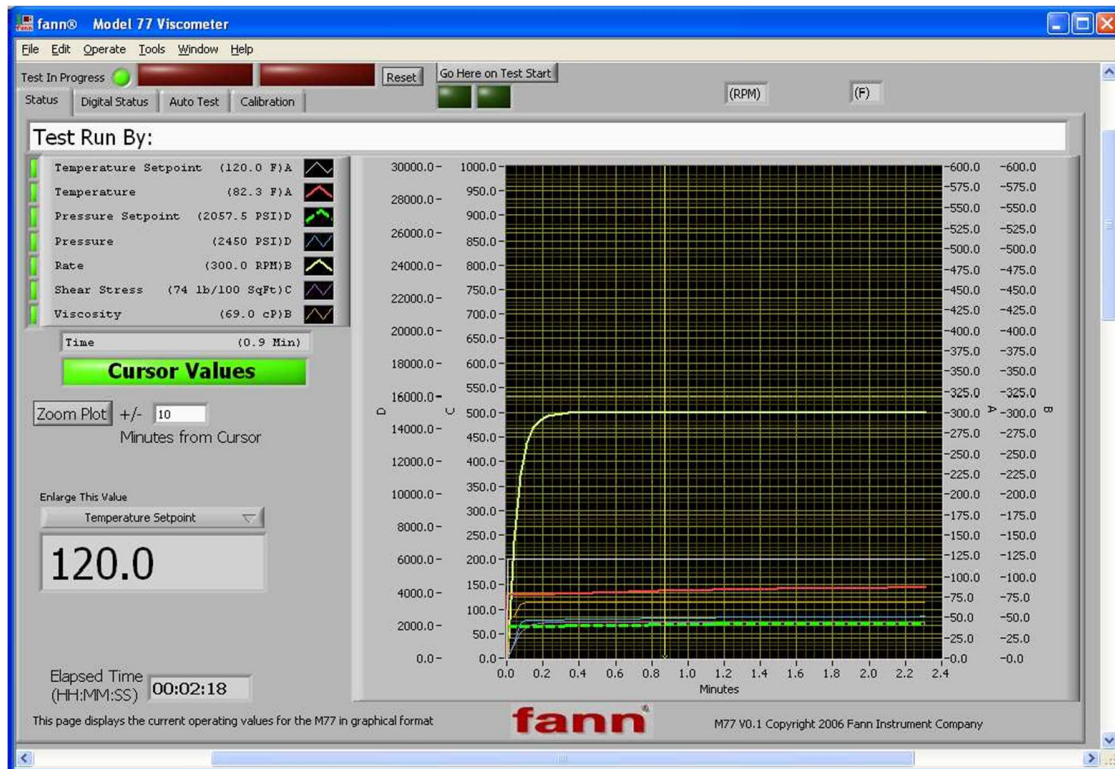 fann® Model 77 Viscometer
File Edit Operate Tools Window Help
Test In Progress Reset Go Here on Test Start
(RPM) (F)
Status Digital Status Auto Test Calibration
Test Run By:
Temperature Setpoint (120.0 F)A
Temperature (82.3 F)A
Pressure Setpoint (2057.5 PSI)D
Pressure (2450 PSI)D
Rate (300.0 RPM)B
Shear Stress (74 lb/100 SqFt)C
Viscosity (69.0 cP)B
Time (0.9 Min)
Cursor Values
Zoom Plot +/- 10
Minutes from Cursor
Enlarge This Value
Temperature Setpoint
120.0
Elapsed Time
(HH:MM:SS) 00:02:18
D
30000.0
28000.0
26000.0
24000.0
22000.0
20000.0
18000.0
16000.0
14000.0
12000.0
10000.0
8000.0
6000.0
4000.0
2000.0
0.0
C
1000.0
950.0
900.0
850.0
800.0
750.0
700.0
650.0
600.0
550.0
500.0
450.0
400.0
350.0
300.0
250.0
200.0
150.0
100.0
50.0
0.0
A
600.0
575.0
550.0
525.0
500.0
475.0
450.0
425.0
400.0
375.0
350.0
325.0
300.0
275.0
250.0
225.0
200.0
175.0
150.0
125.0
100.0
75.0
50.0
25.0
0.0
B
600.0
575.0
550.0
525.0
500.0
475.0
450.0
425.0
400.0
375.0
350.0
325.0
300.0
275.0
250.0
225.0
200.0
175.0
150.0
125.0
100.0
75.0
50.0
25.0
0.0
0.0 0.2 0.4 0.6 0.8 1.0 1.2 1.4 1.6 1.8 2.0 2.2 2.4
Minutes
This page displays the current operating values for the M77 in graphical format
fann®
M77 V0.1 Copyright 2006 Fann Instrument Company